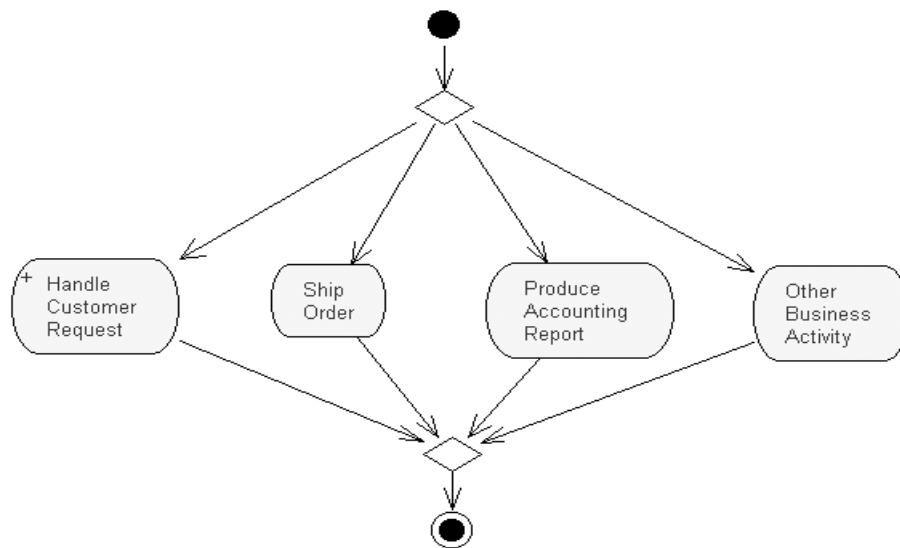 + Handle
Customer
Request
Ship
Order
Produce
Accounting
Report
Other
Business
Activity